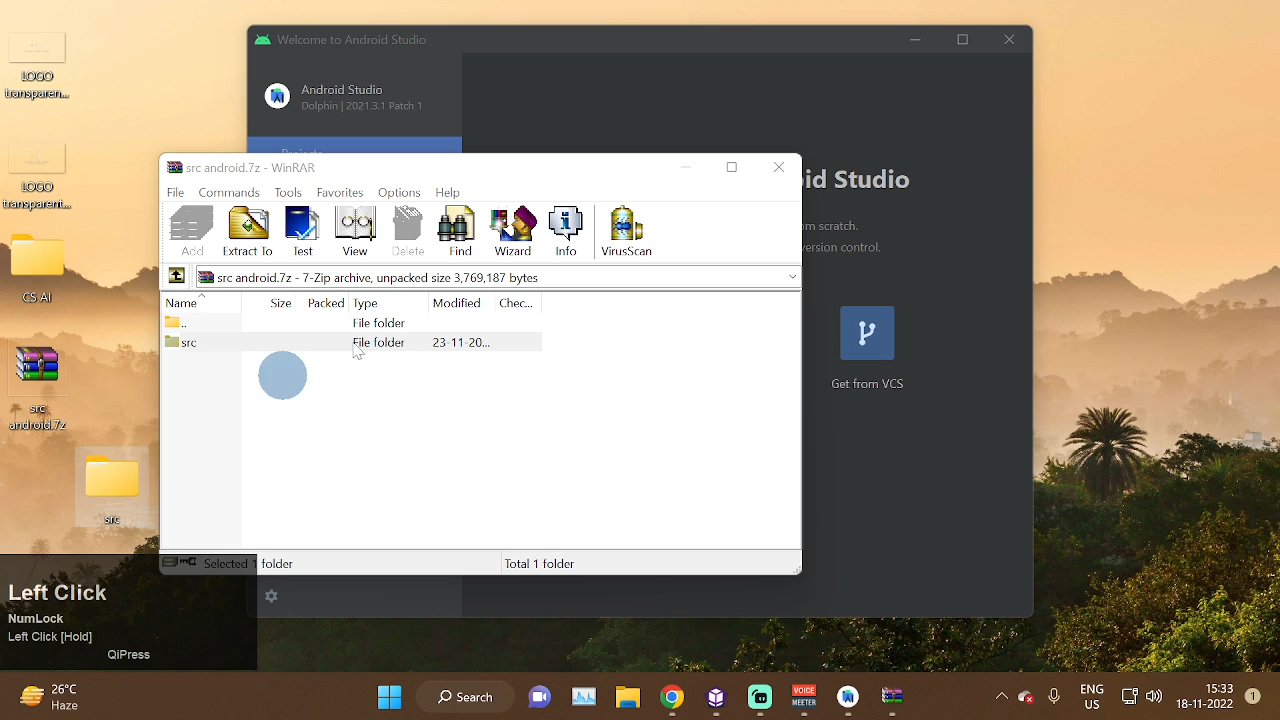 LOGO
transparen...
LOGO
transparent...
CS AI
src
android.7z
src
Welcome to Android Studio
Android Studio
Dolphin | 2021.3.1 Patch 1
Projects
id Studio
m scratch.
ersion control.
Get from VCS
src android.7z - WinRAR
File Commands Tools Favorites Options Help
Add Extract To Test View Delete Find Wizard Info VirusScan
src android.7z - 7-Zip archive, unpacked size 3,769,187 bytes
Name Size Packed Type Modified Chec...
.. File folder
src File folder 23-11-20...
Selected 1 folder Total 1 folder
Left Click
NumLock
Left Click [Hold]
QiPress
26°C
Haze
Search
VOICE
MEETER
ENG
US
15:33
18-11-2022
1